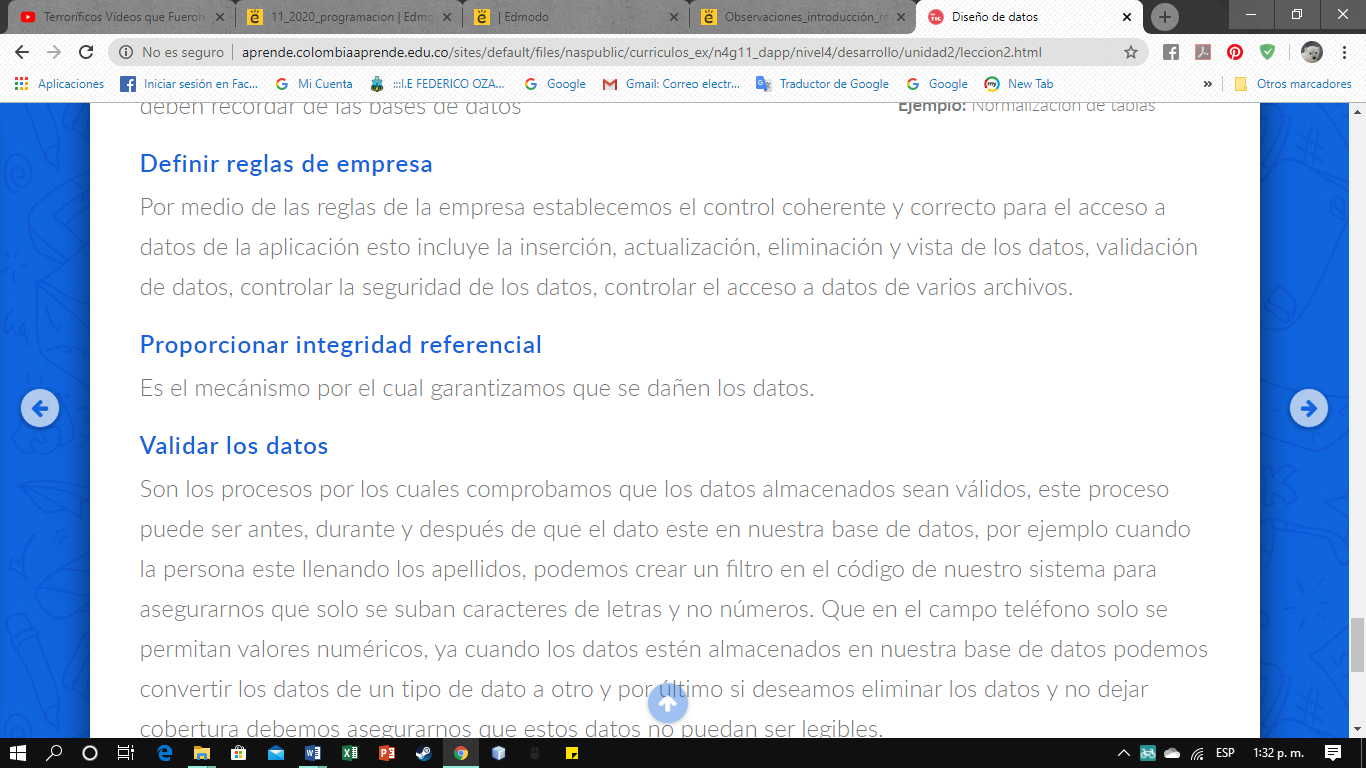 Terroríficos Vídeos que Fueron
11_2020_programacion | Edmo
| Edmodo
Observaciones_introducción_r
Diseño de datos
No es seguro | aprende.colombiaaprende.edu.co/sites/default/files/naspublic/curriculos_ex/n4g11_dapp/nivel4/desarrollo/unidad2/leccion2.html
Aplicaciones
Iniciar sesión en Fac...
Mi Cuenta
:::I.E FEDERICO OZA...
Google
Gmail: Correo electr...
Traductor de Google
Google
New Tab
»
Otros marcadores
deben recordar de las bases de datos
Ejemplo: Normalización de tablas
Definir reglas de empresa
Por medio de las reglas de la empresa establecemos el control coherente y correcto para el acceso a
datos de la aplicación esto incluye la inserción, actualización, eliminación y vista de los datos, validación
de datos, controlar la seguridad de los datos, controlar el acceso a datos de varios archivos.
Proporcionar integridad referencial
Es el mecánismo por el cual garantizamos que se dañen los datos.
Validar los datos
Son los procesos por los cuales comprobamos que los datos almacenados sean válidos, este proceso
puede ser antes, durante y después de que el dato este en nuestra base de datos, por ejemplo cuando
la persona este llenando los apellidos, podemos crear un filtro en el código de nuestro sistema para
asegurarnos que solo se suban caracteres de letras y no números. Que en el campo teléfono solo se
permitan valores numéricos, ya cuando los datos estén almacenados en nuestra base de datos podemos
convertir los datos de un tipo de dato a otro y por último si deseamos eliminar los datos y no dejar
cobertura debemos asegurarnos que estos datos no puedan ser legibles.
ESP
1:32 p. m.